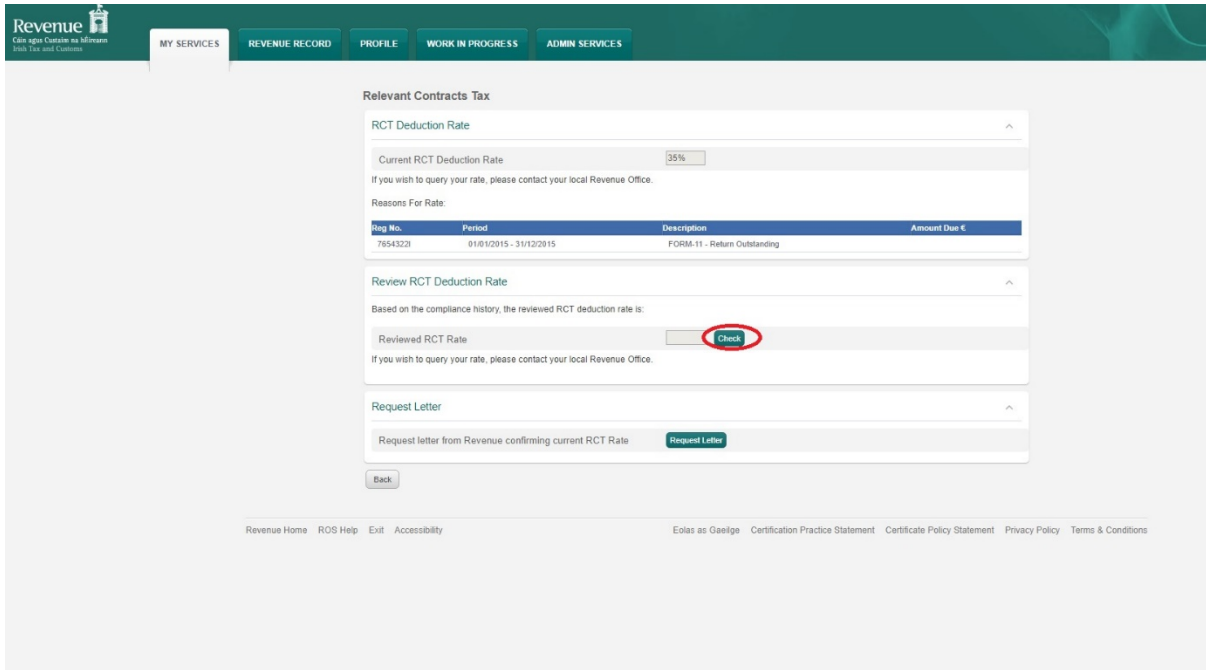 Revenue
Cáin agus Custaim na hÉireann
Irish Tax and Customs
MY SERVICES REVENUE RECORD PROFILE WORK IN PROGRESS ADMIN SERVICES
Relevant Contracts Tax
RCT Deduction Rate
Current RCT Deduction Rate 35%
If you wish to query your rate, please contact your local Revenue Office.
Reasons For Rate:
Reg No. Period Description Amount Due €
7654322I 01/01/2015 - 31/12/2015 FORM-11 - Return Outstanding
Review RCT Deduction Rate
Based on the compliance history, the reviewed RCT deduction rate is:
Reviewed RCT Rate Check
If you wish to query your rate, please contact your local Revenue Office.
Request Letter
Request letter from Revenue confirming current RCT Rate Request Letter
Back
Revenue Home ROS Help Exit Accessibility Eolas as Gaeilge Certification Practice Statement Certificate Policy Statement Privacy Policy Terms & Conditions